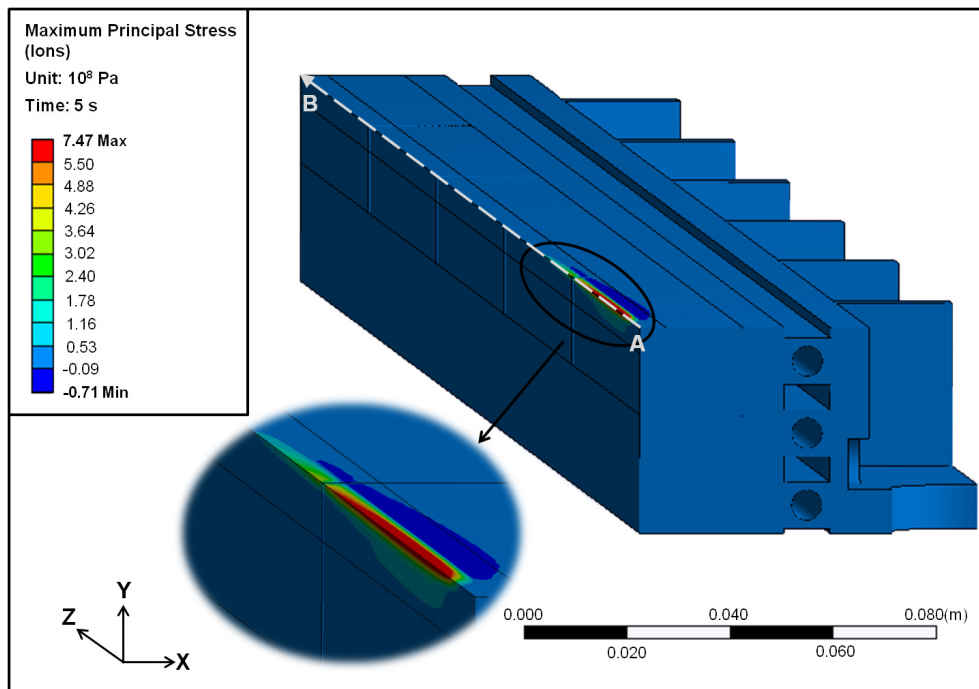 Maximum Principal Stress
(Ions)
Unit: 10⁸ Pa
Time: 5 s
7.47 Max
5.50
4.88
4.26
3.64
3.02
2.40
1.78
1.16
0.53
-0.09
-0.71 Min
B
A
Y
Z
X
0.000
0.040
0.080(m)
0.020
0.060